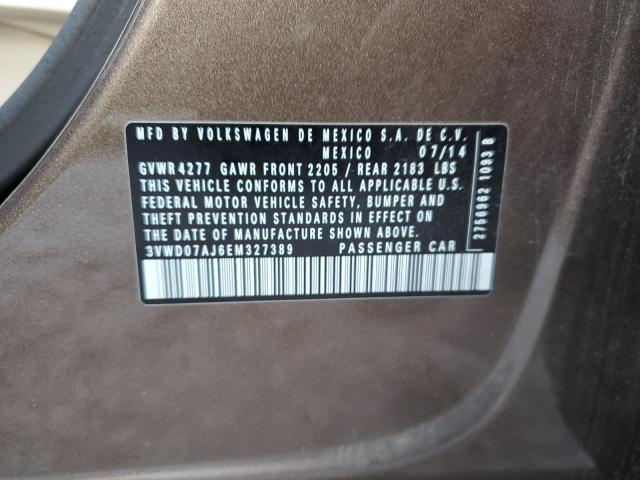 MFD BY VOLKSWAGEN DE MEXICO S.A. DE C.V.
MEXICO 07/14
GVWR 4277 GAWR FRONT 2205 / REAR 2183 LBS
THIS VEHICLE CONFORMS TO ALL APPLICABLE U.S.
FEDERAL MOTOR VEHICLE SAFETY, BUMPER AND
THEFT PREVENTION STANDARDS IN EFFECT ON
THE DATE OF MANUFACTURE SHOWN ABOVE.
3VWD07AJ6EM327389 PASSENGER CAR
2756962 1093 B